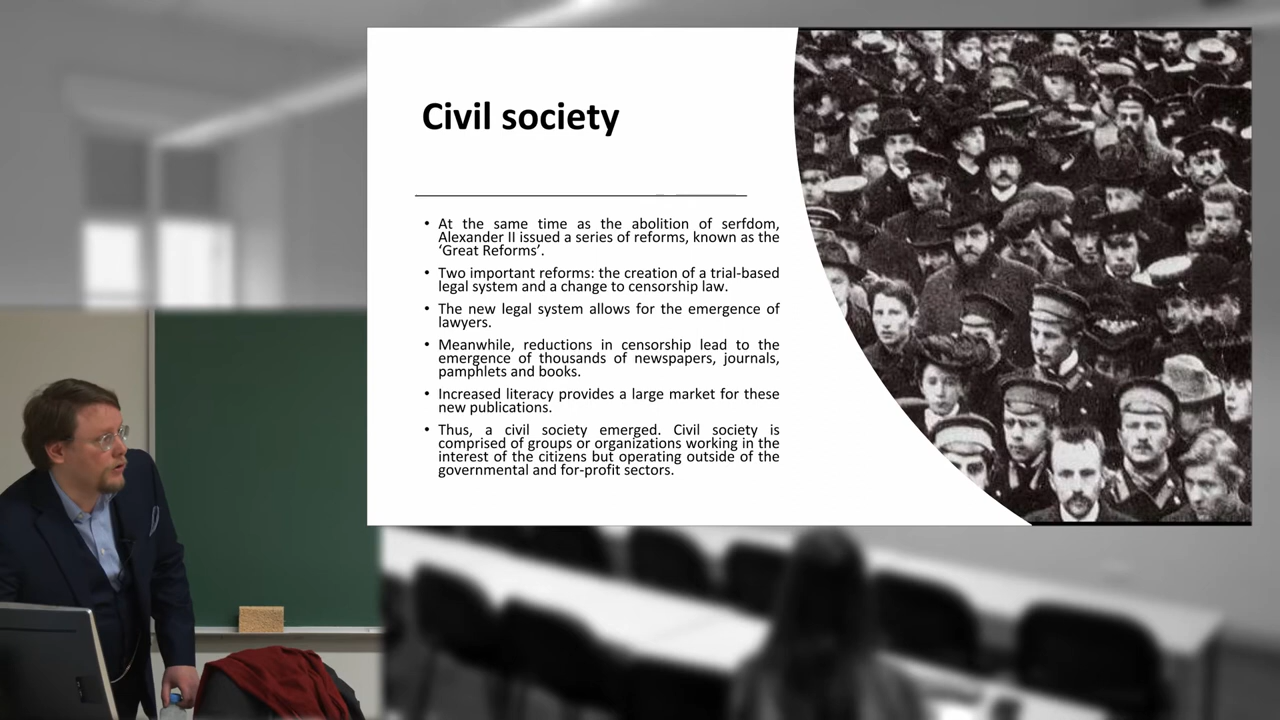 Civil society
• At the same time as the abolition of serfdom,
Alexander II issued a series of reforms, known as the
‘Great Reforms’.
• Two important reforms: the creation of a trial-based
legal system and a change to censorship law.
• The new legal system allows for the emergence of
lawyers.
• Meanwhile, reductions in censorship lead to the
emergence of thousands of newspapers, journals,
pamphlets and books.
• Increased literacy provides a large market for these
new publications.
• Thus, a civil society emerged. Civil society is
comprised of groups or organizations working in the
interest of the citizens but operating outside of the
governmental and for-profit sectors.